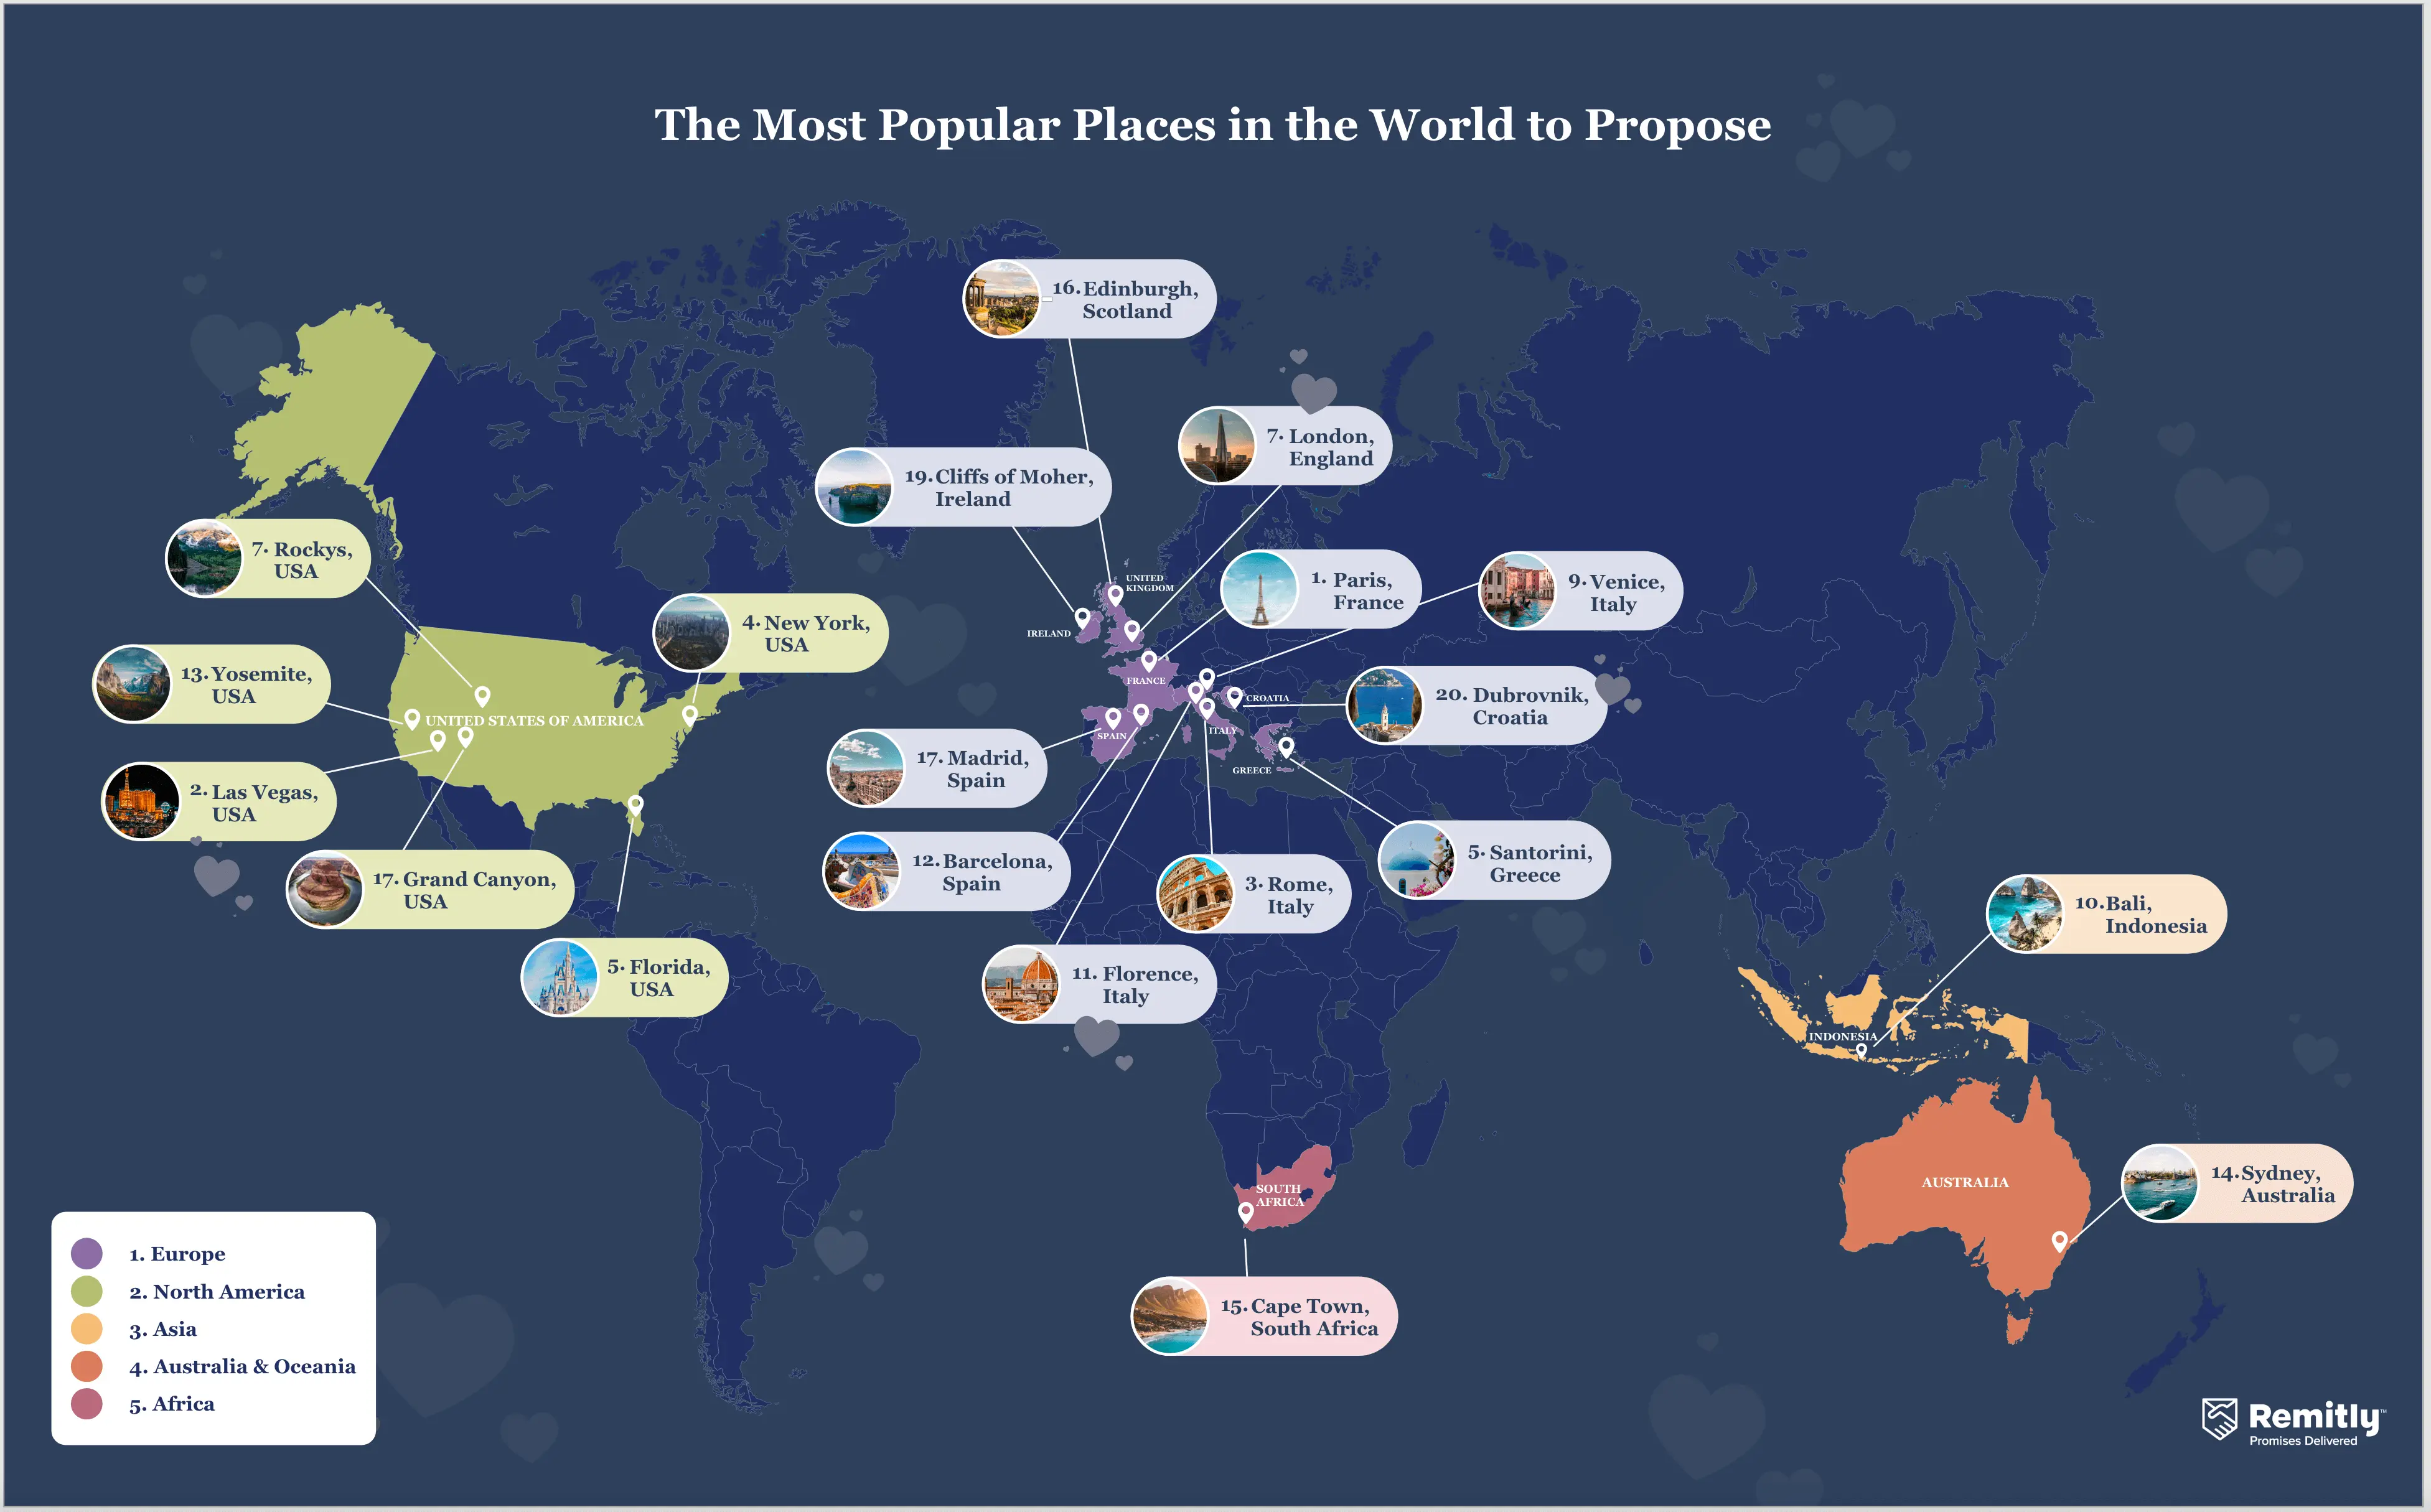 The Most Popular Places in the World to Propose
16. Edinburgh,
Scotland
7. London,
England
19. Cliffs of Moher,
Ireland
7. Rockys,
USA
1. Paris,
France
9. Venice,
Italy
4. New York,
USA
13. Yosemite,
USA
20. Dubrovnik,
Croatia
17. Madrid,
Spain
2. Las Vegas,
USA
12. Barcelona,
Spain
3. Rome,
Italy
5. Santorini,
Greece
17. Grand Canyon,
USA
10. Bali,
Indonesia
5. Florida,
USA
11. Florence,
Italy
14. Sydney,
Australia
15. Cape Town,
South Africa
UNITED
KINGDOM
IRELAND
FRANCE
CROATIA
UNITED STATES OF AMERICA
SPAIN
ITALY
GREECE
INDONESIA
AUSTRALIA
SOUTH
AFRICA
1. Europe
2. North America
3. Asia
4. Australia & Oceania
5. Africa
Remitly™
Promises Delivered